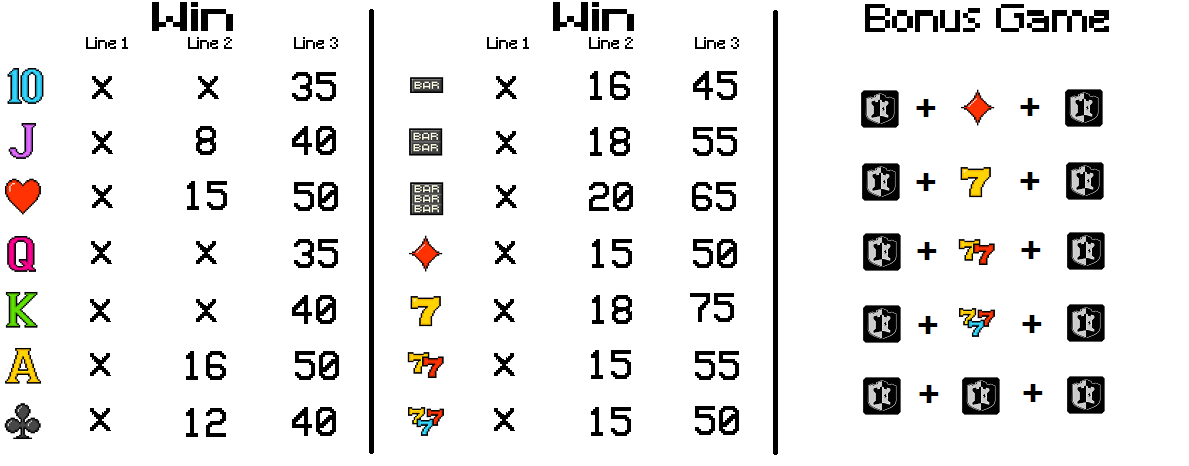 Win
Line 1 Line 2 Line 3
10 x x 35
J x 8 40
x 15 50
Q x x 35
K x x 40
A x 16 50
x 12 40
Win
Line 1 Line 2 Line 3
BAR x 16 45
BAR BAR x 18 55
BAR BAR BAR x 20 65
x 15 50
7 x 18 75
77 x 15 55
777 x 15 50
Bonus Game
+ +
+ 7 +
+ 77 +
+ 777 +
+ +